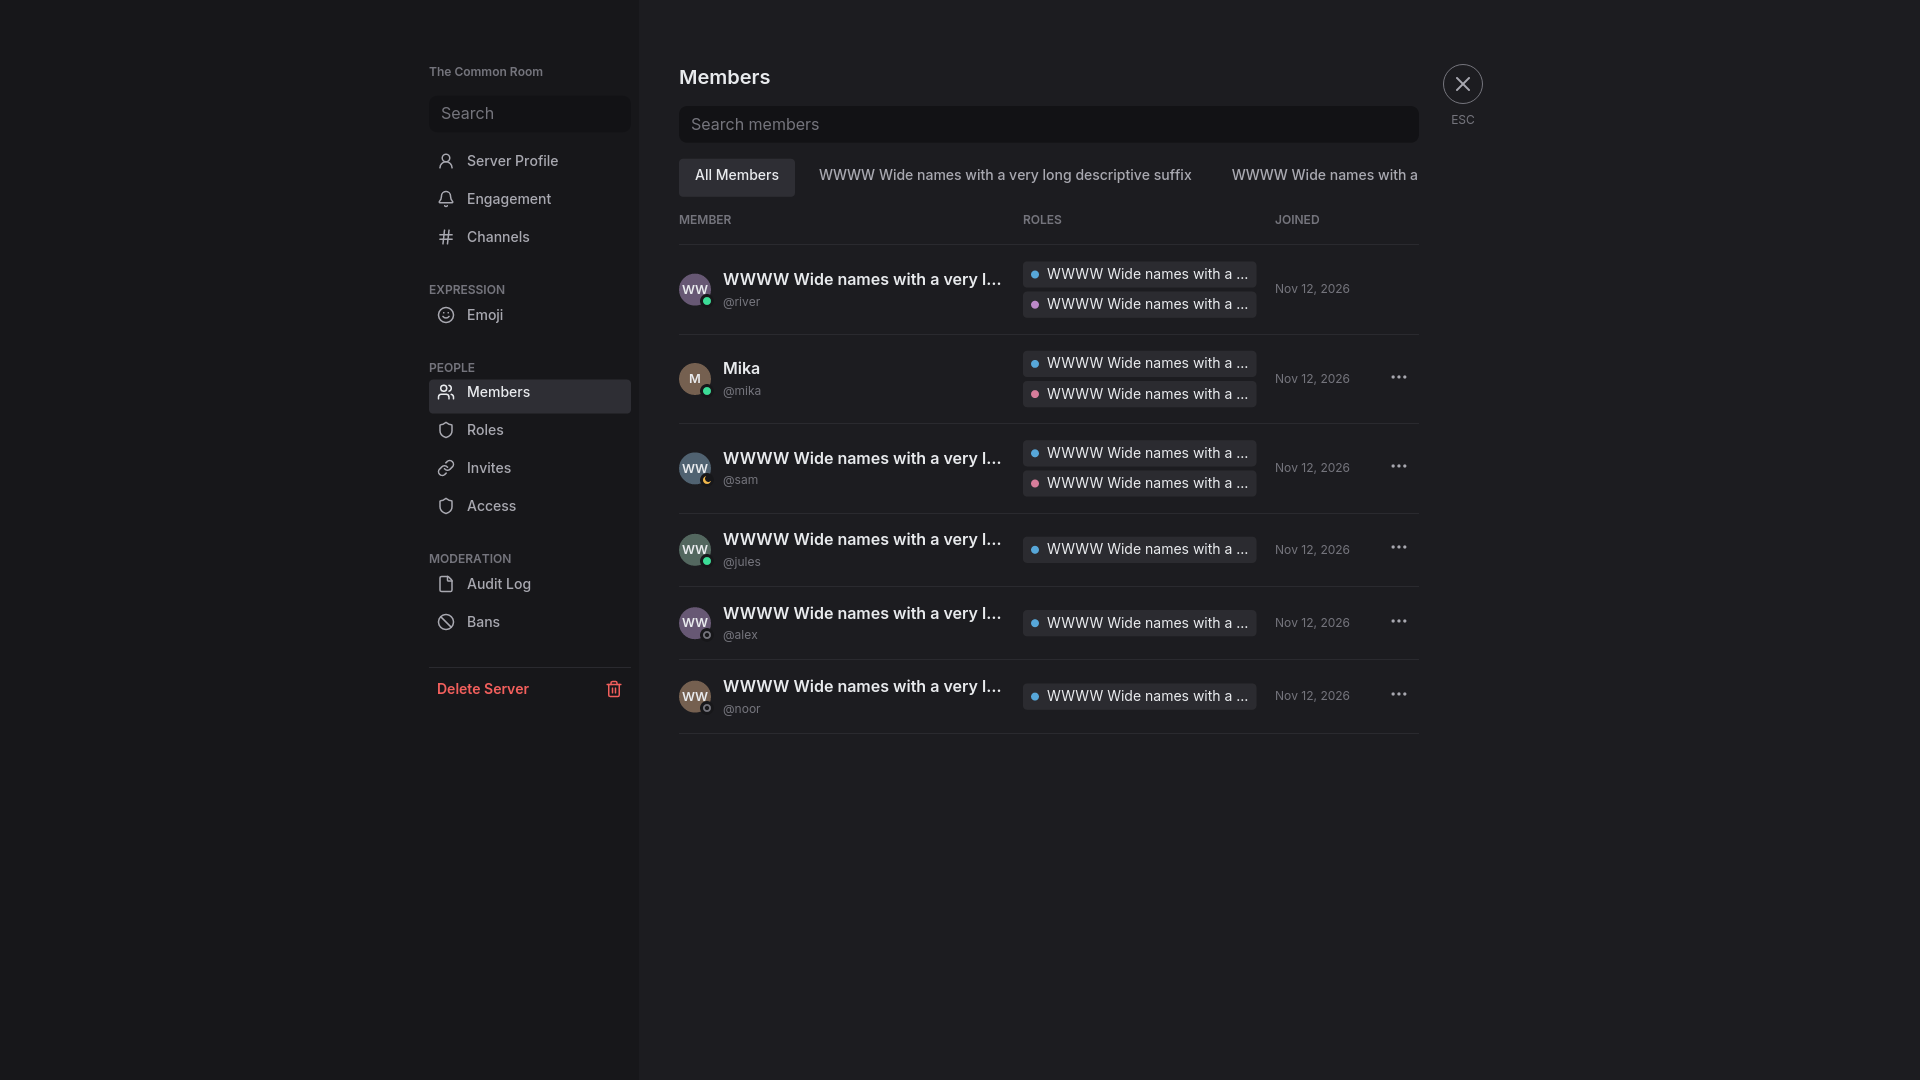 The Common Room
Search
Server Profile
Engagement
Channels
EXPRESSION
Emoji
PEOPLE
Members
Roles
Invites
Access
MODERATION
Audit Log
Bans
Delete Server
Members
ESC
Search members
All Members WWWW Wide names with a very long descriptive suffix WWWW Wide names with a
MEMBER ROLES JOINED
WW WWWW Wide names with a very l...
@river
WWWW Wide names with a ...
WWWW Wide names with a ...
Nov 12, 2026
M Mika
@mika
WWWW Wide names with a ...
WWWW Wide names with a ...
Nov 12, 2026
WW WWWW Wide names with a very l...
@sam
WWWW Wide names with a ...
WWWW Wide names with a ...
Nov 12, 2026
WW WWWW Wide names with a very l...
@jules
WWWW Wide names with a ...
Nov 12, 2026
WW WWWW Wide names with a very l...
@alex
WWWW Wide names with a ...
Nov 12, 2026
WW WWWW Wide names with a very l...
@noor
WWWW Wide names with a ...
Nov 12, 2026